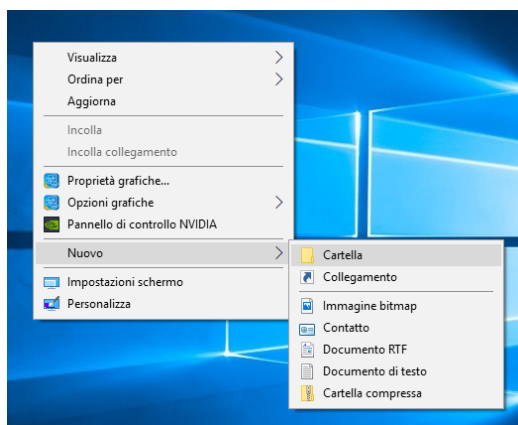 Visualizza
Ordina per
Aggiorna
Incolla
Incolla collegamento
Proprietà grafiche...
Opzioni grafiche
Pannello di controllo NVIDIA
Nuovo
Impostazioni schermo
Personalizza
Cartella
Collegamento
Immagine bitmap
Contatto
Documento RTF
Documento di testo
Cartella compressa